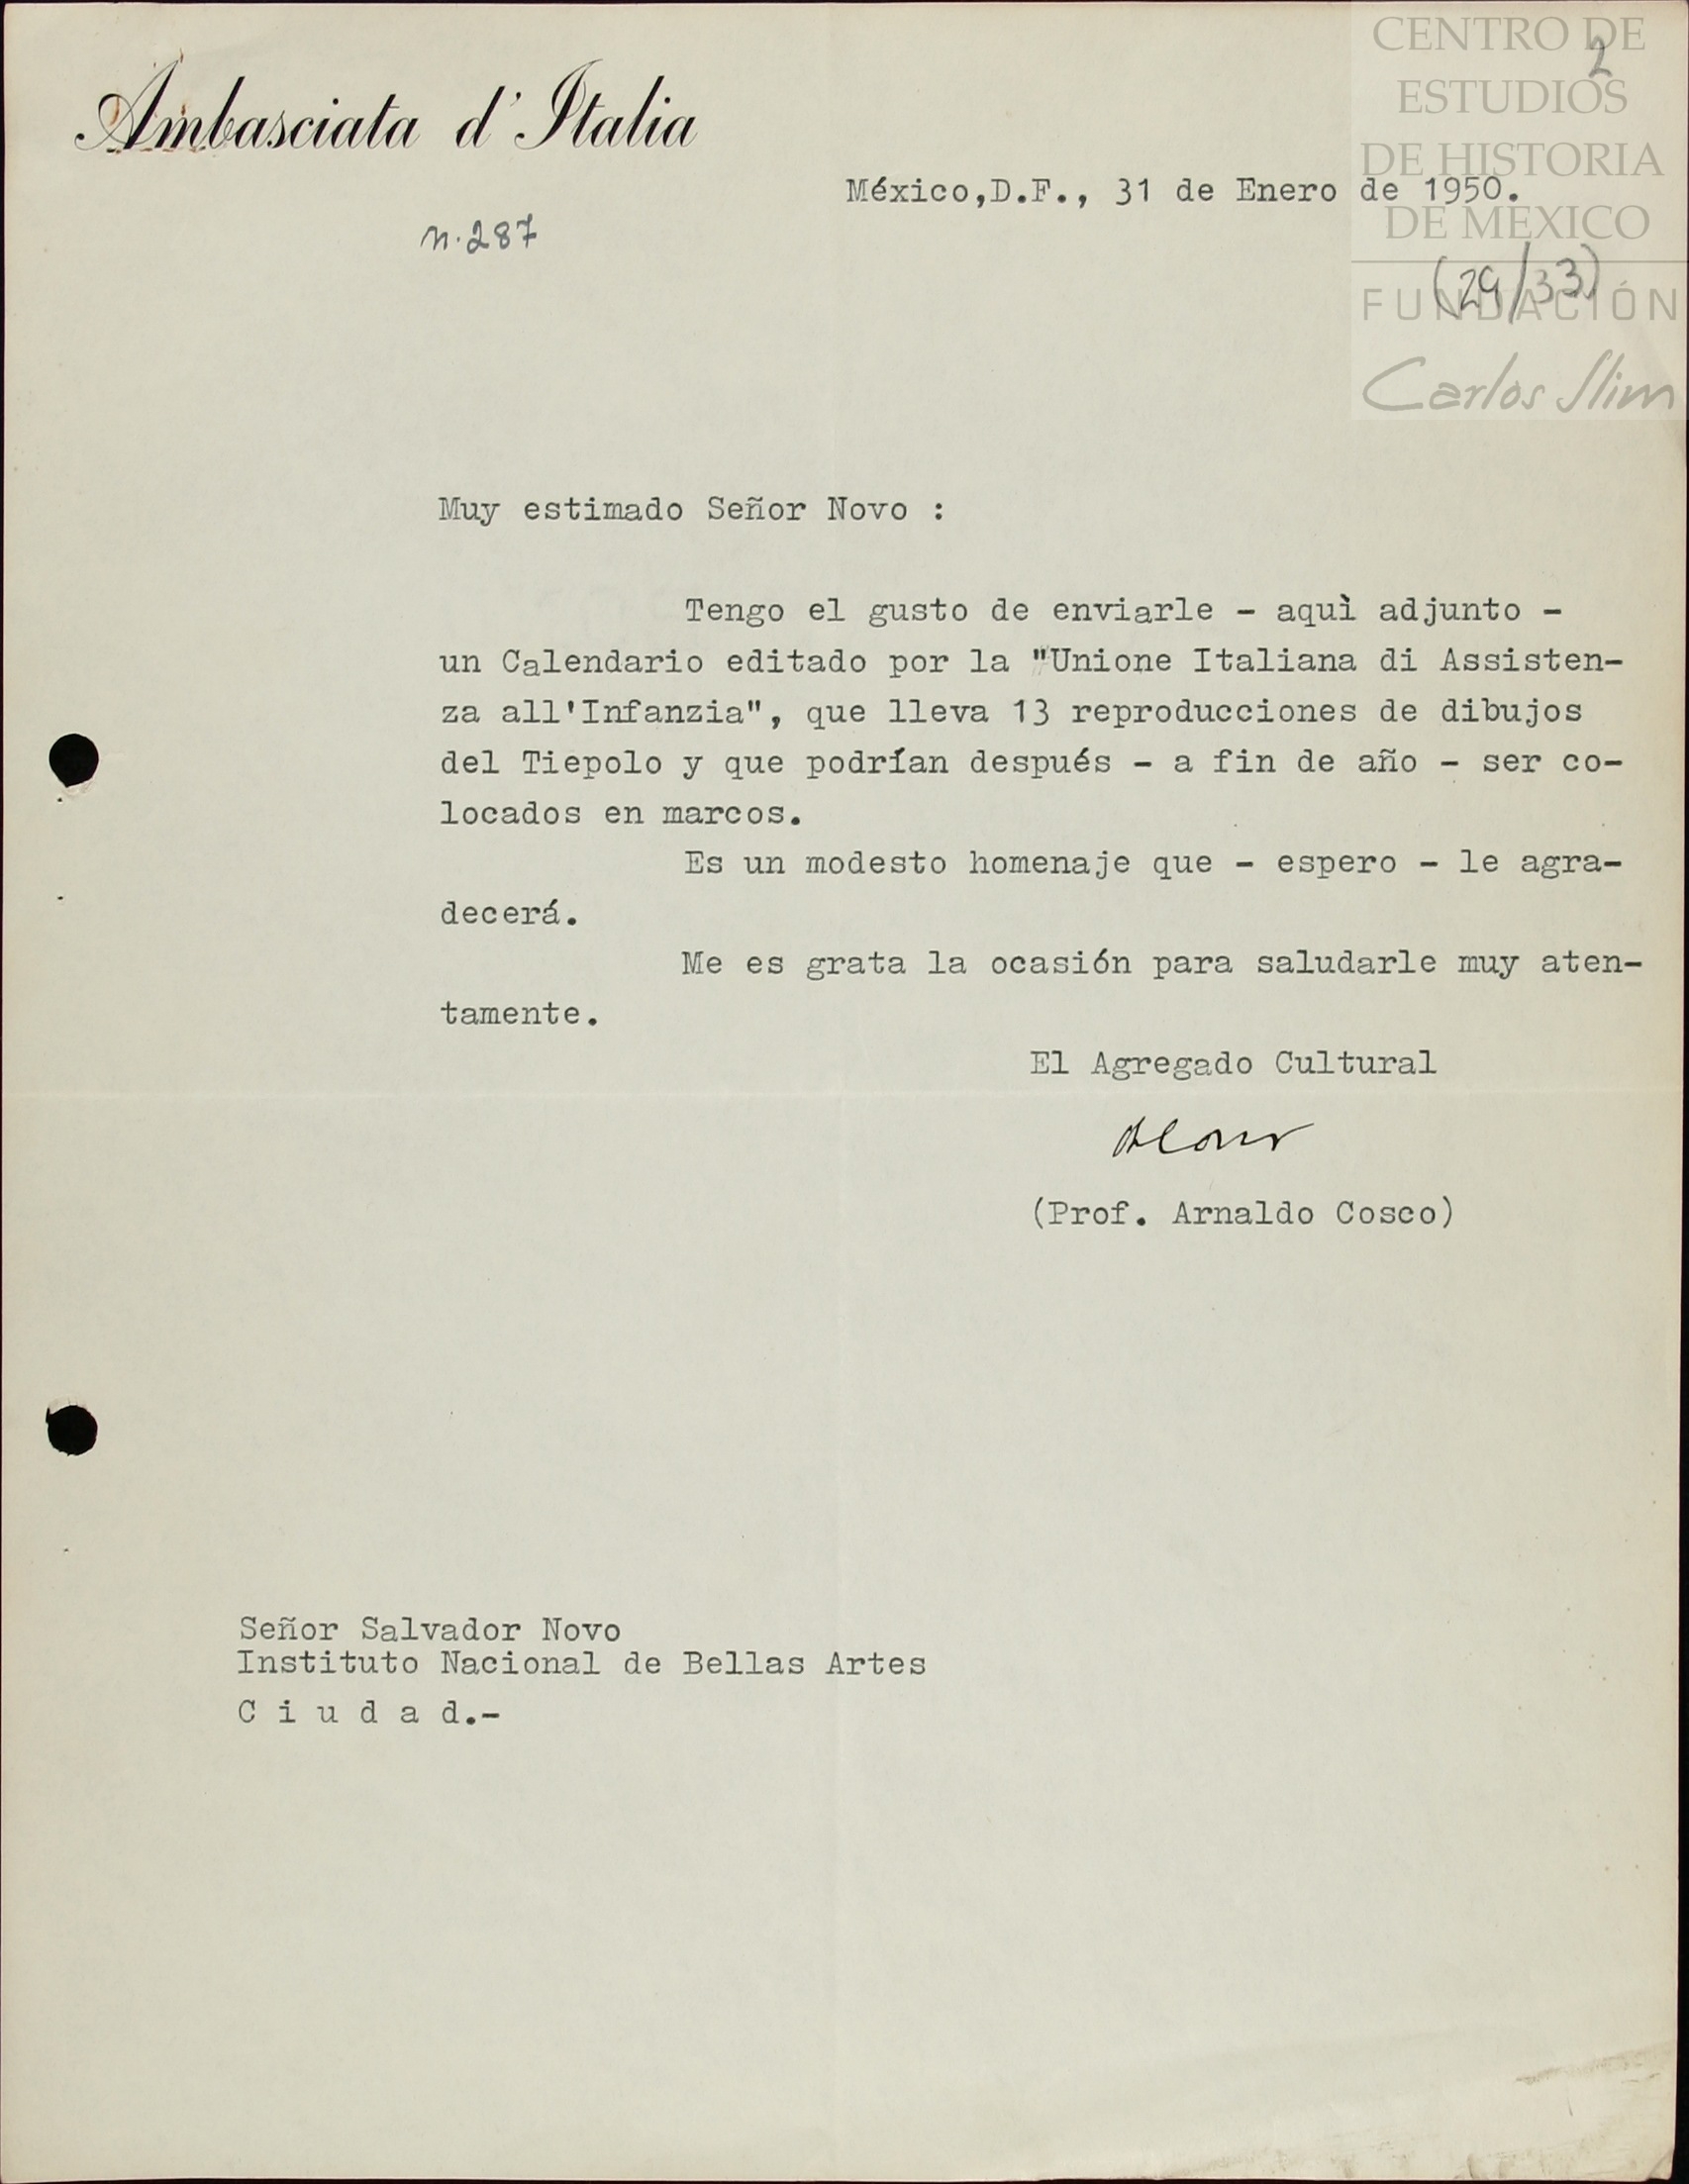 CENTRO DE
ESTUDIOS
DE HISTORIA
DE MEXICO
FUNDACIÓN
Carlos Slim
2
Ambasciata d'Italia
México,D.F., 31 de Enero de 1950.
n. 287
(29/33)
Muy estimado Señor Novo :
Tengo el gusto de enviarle - aquì adjunto -
un Calendario editado por la "Unione Italiana di Assisten-
za all'Infanzia", que lleva 13 reproducciones de dibujos
del Tiepolo y que podrían después - a fin de año - ser co-
locados en marcos.
Es un modesto homenaje que - espero - le agra-
decerá.
Me es grata la ocasión para saludarle muy aten-
tamente.
El Agregado Cultural
(Prof. Arnaldo Cosco)
Señor Salvador Novo
Instituto Nacional de Bellas Artes
C i u d a d.-